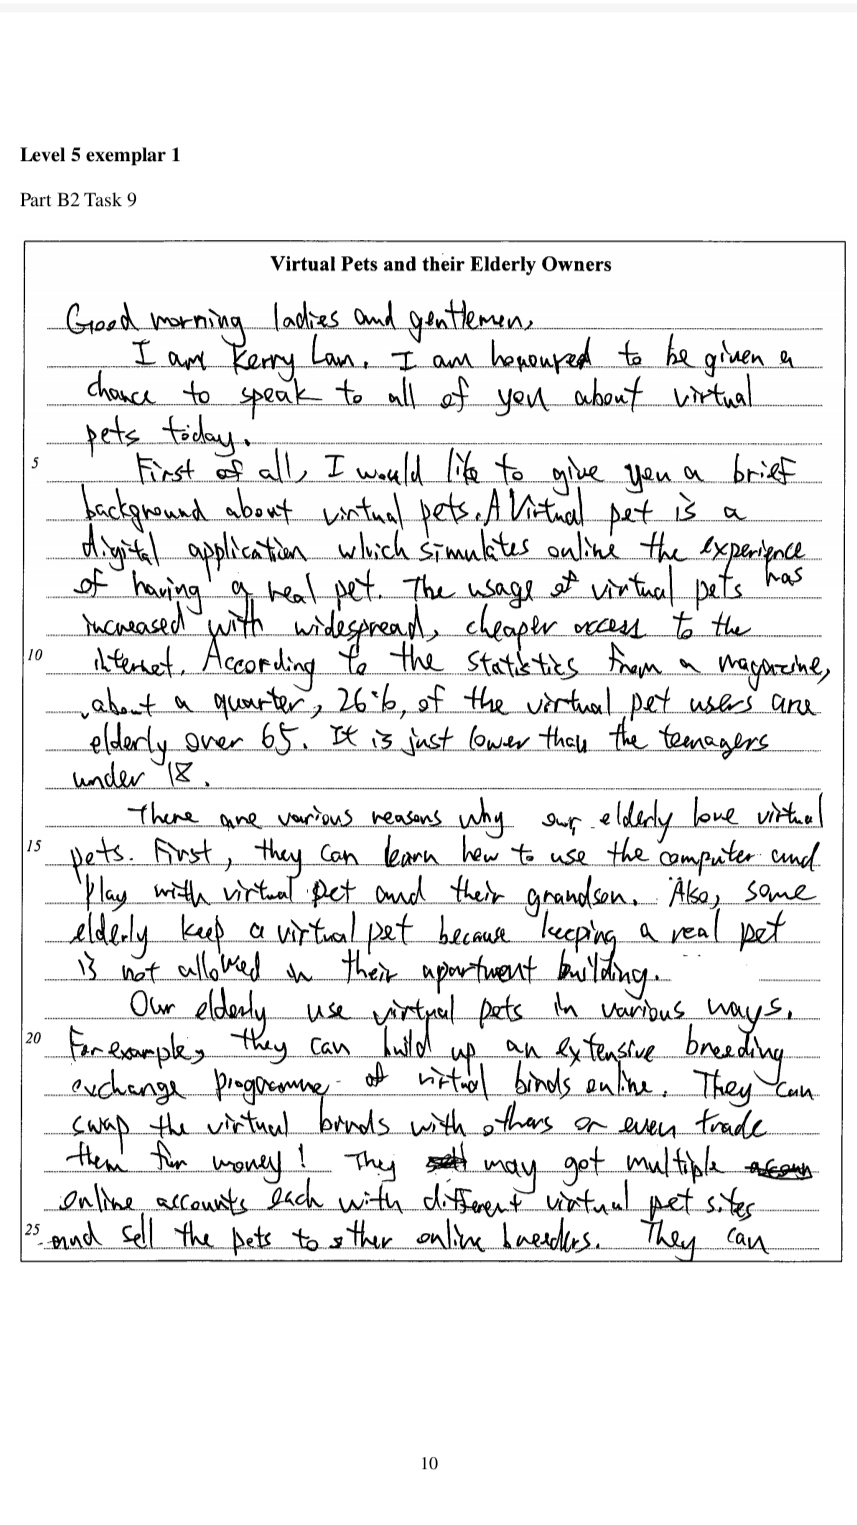 Level 5 exemplar 1
Part B2 Task 9
Virtual Pets and their Elderly Owners
Good morning ladies and gentlemen,
I am Kerry Lam. I am honoured to be given a
chance to speak to all of you about virtual
pets today.
5 First of all, I would like to give you a brief
background about virtual pets. A Virtual pet is a
digital application which simulates online the experience
of having a real pet. The usage of virtual pets has
increased with widespread, cheaper access to the
10 internet. According to the statistics from a magazine,
about a quarter, 26%, of the virtual pet users are
elderly over 65. It is just lower than the teenagers
under 18.
There are various reasons why our elderly love virtual
15 pets. First, they can learn how to use the computer and
play with virtual pet and their grandson. Also, some
elderly keep a virtual pet because keeping a real pet
is not allowed in their apartment building.
Our elderly use virtual pets in various ways.
20 For example, they can build up an extensive breeding
exchange programme of virtual birds online. They can
swap the virtual birds with others or even trade
them for money! They may got multiple
online accounts each with different virtual pet sites
25 and sell the pets to other online breeders. They can
10